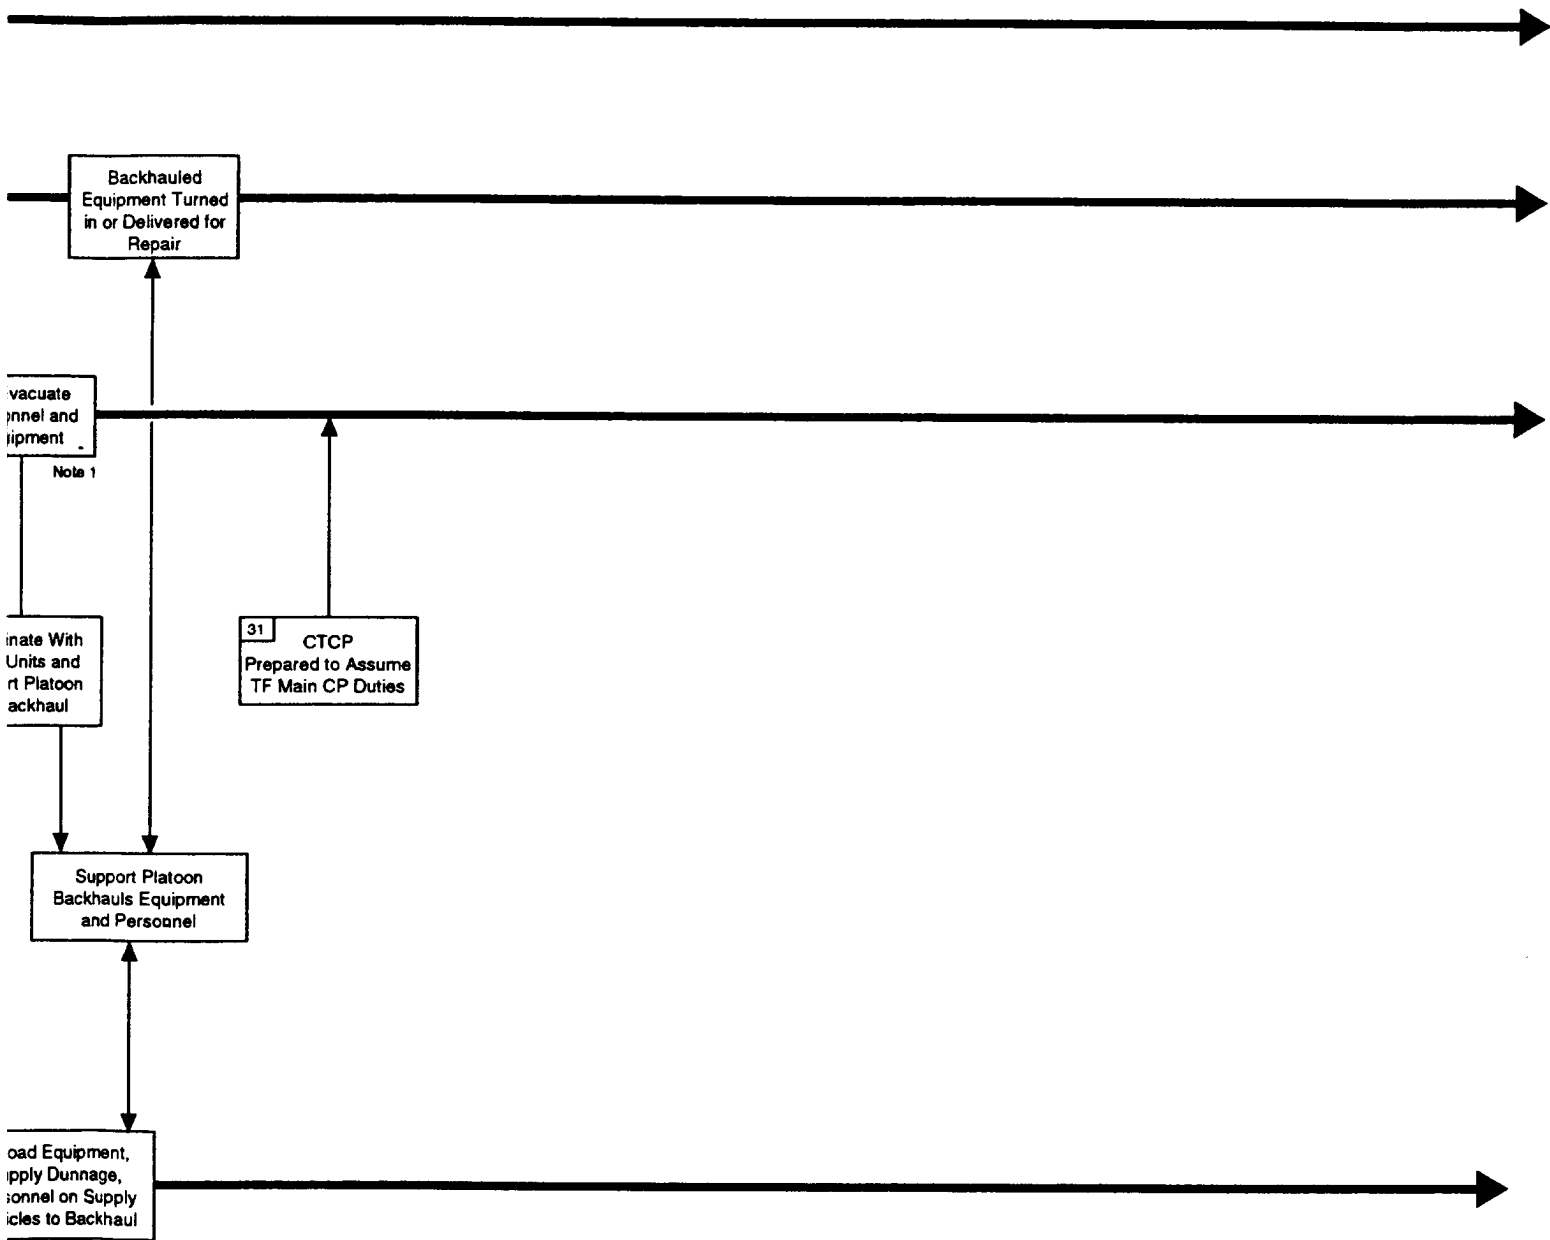 Backhauled
Equipment Turned
in or Delivered for
Repair
vacuate
onnel and
ipment
Note 1
inate With
Units and
rt Platoon
ackhaul
31
CTCP
Prepared to Assume
TF Main CP Duties
Support Platoon
Backhauls Equipment
and Personnel
oad Equipment,
pply Dunnage,
sonnel on Supply
icles to Backhaul